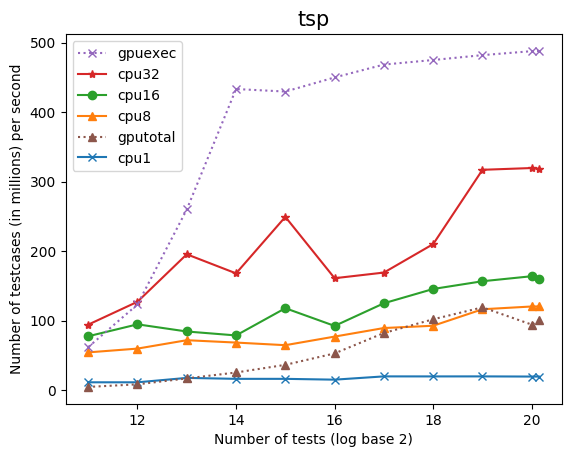 tsp
500
400
300
200
100
0
Number of testcases (in millions) per second
gpuexec
cpu32
cpu16
cpu8
gputotal
cpu1
12
14
16
18
20
Number of tests (log base 2)